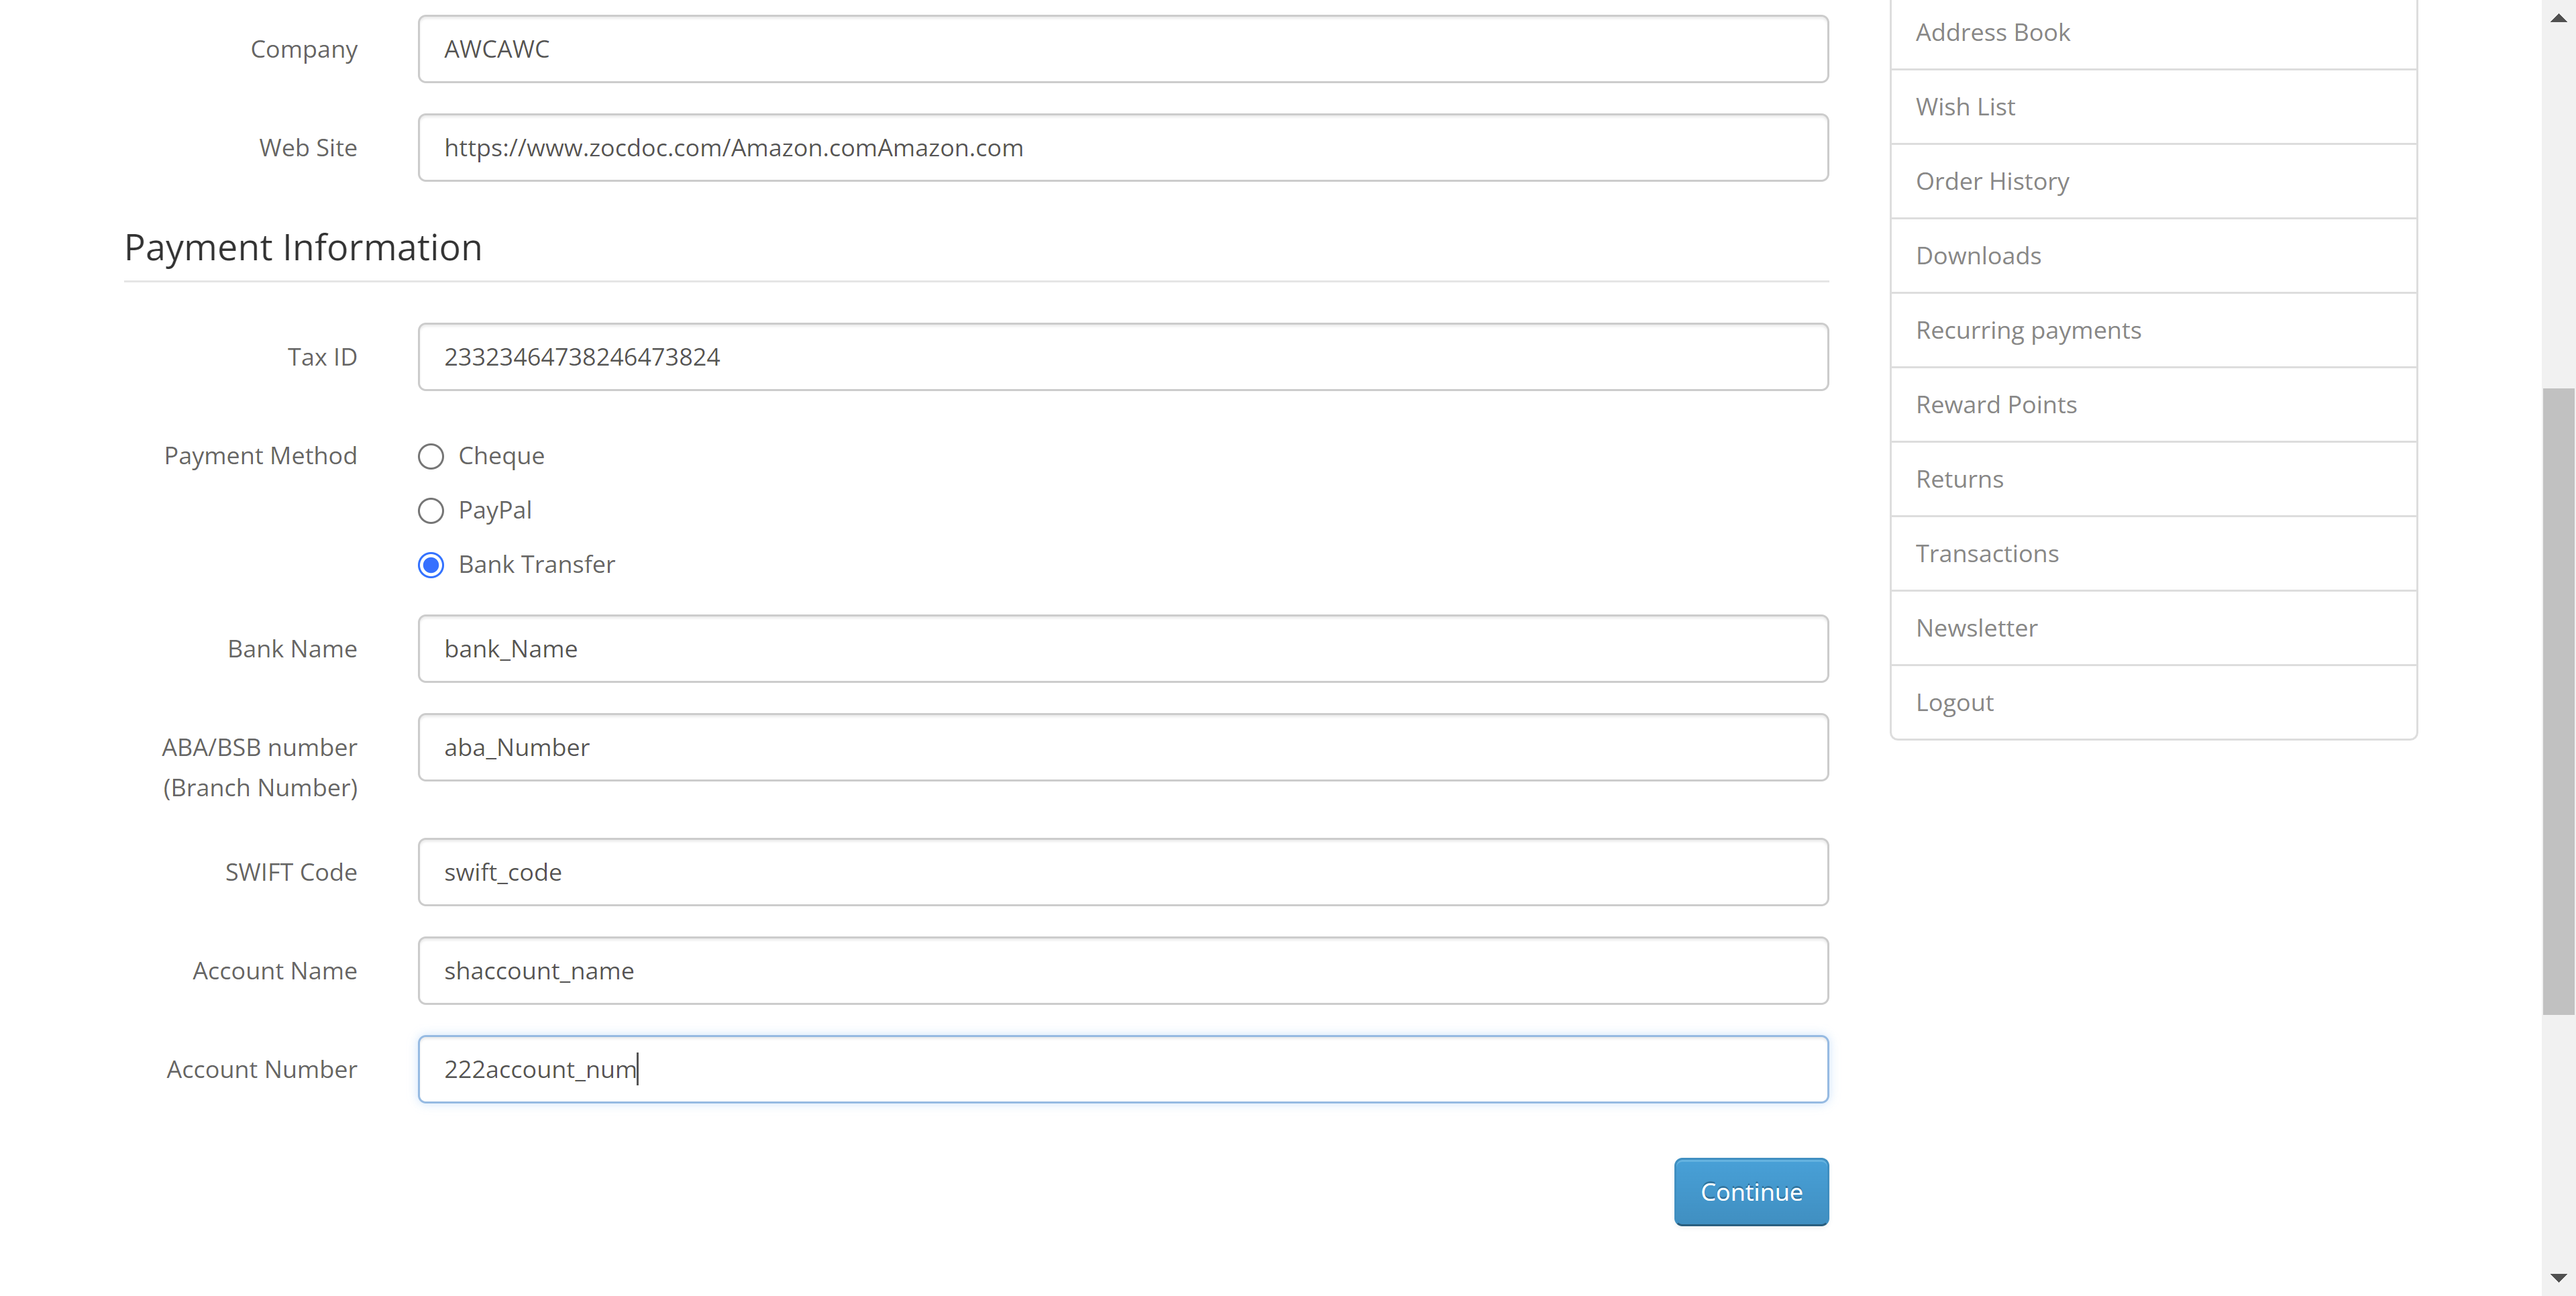 Company AWCAWC
Web Site https://www.zocdoc.com/Amazon.comAmazon.com
Payment Information
Tax ID 23323464738246473824
Payment Method Cheque
PayPal
Bank Transfer
Bank Name bank_Name
ABA/BSB number aba_Number
(Branch Number)
SWIFT Code swift_code
Account Name shaccount_name
Account Number 222account_num
Continue
Address Book
Wish List
Order History
Downloads
Recurring payments
Reward Points
Returns
Transactions
Newsletter
Logout